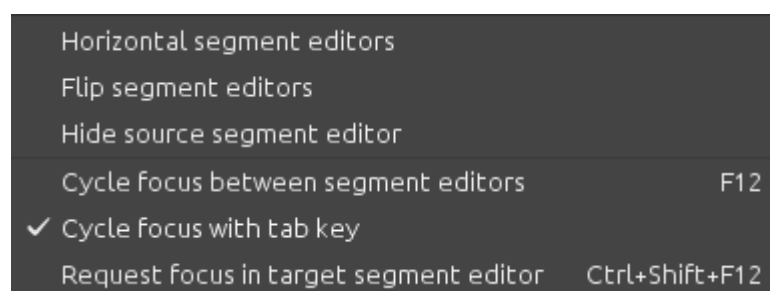 Horizontal segment editors
Flip segment editors
Hide source segment editor
Cycle focus between segment editors F12
✓ Cycle focus with tab key
Request focus in target segment editor Ctrl+Shift+F12